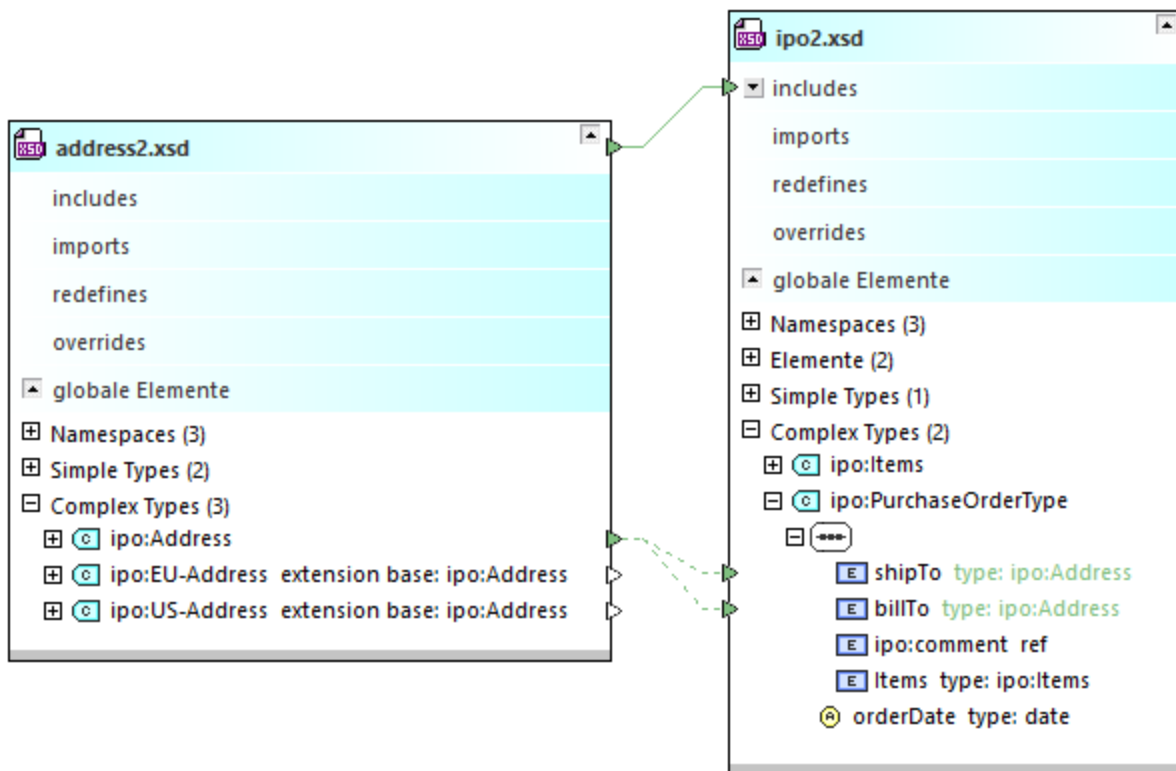 XSD address2.xsd
includes
imports
redefines
overrides
globale Elemente
Namespaces (3)
Simple Types (2)
Complex Types (3)
C ipo:Address
C ipo:EU-Address extension base: ipo:Address
C ipo:US-Address extension base: ipo:Address
XSD ipo2.xsd
includes
imports
redefines
overrides
globale Elemente
Namespaces (3)
Elemente (2)
Simple Types (1)
Complex Types (2)
C ipo:Items
C ipo:PurchaseOrderType
E shipTo type: ipo:Address
E billTo type: ipo:Address
E ipo:comment ref
E Items type: ipo:Items
A orderDate type: date